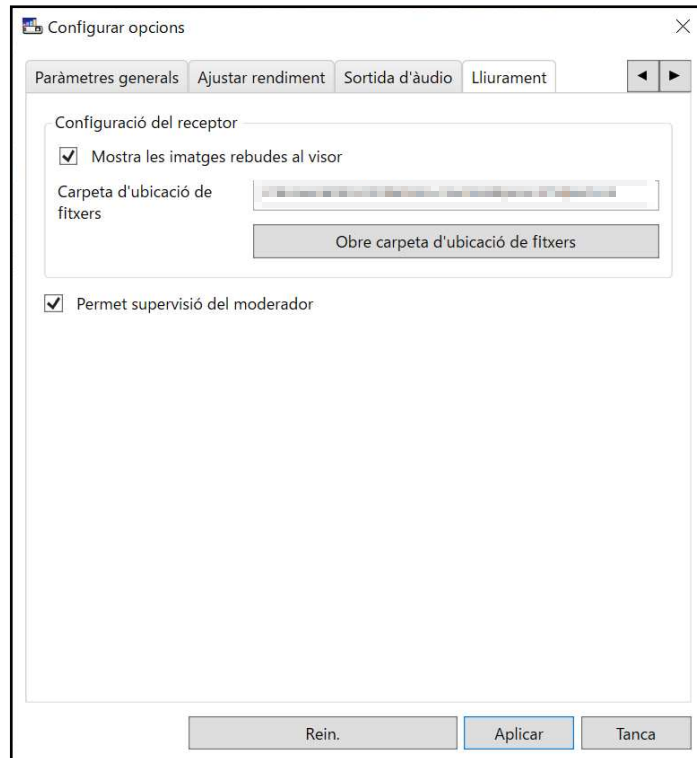 Configurar opcions
Paràmetres generals Ajustar rendiment Sortida d'àudio Lliurament
Configuració del receptor
Mostra les imatges rebudes al visor
Carpeta d'ubicació de
fitxers
Obre carpeta d'ubicació de fitxers
Permet supervisió del moderador
Rein. Aplicar Tanca